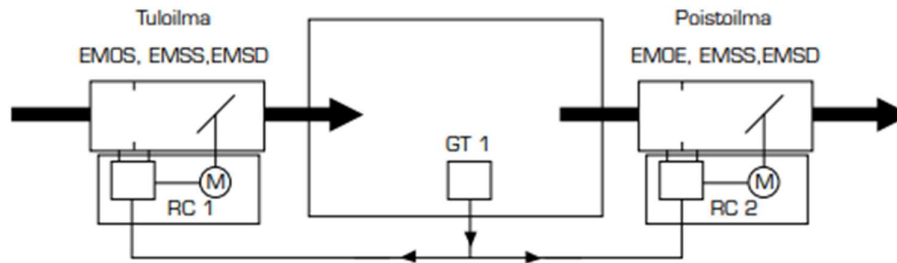 Tuloilma
EMOS, EMSS,EMSD
Poistoilma
EMOE, EMSS,EMSD
GT 1
M
RC 1
M
RC 2